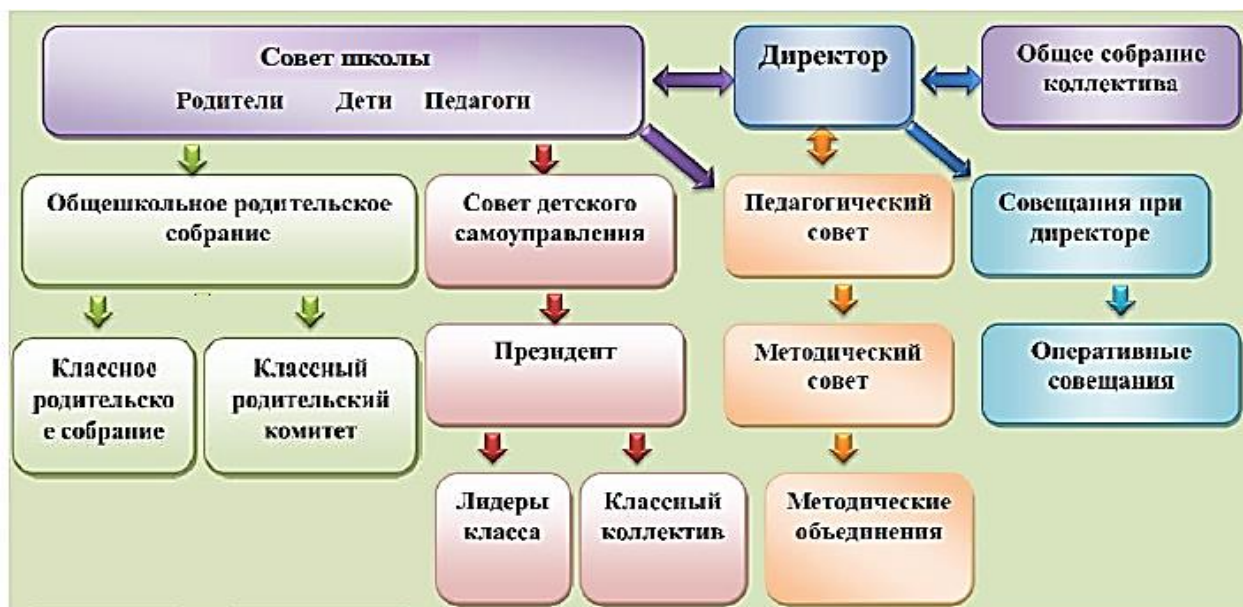 Совет школы
Родители Дети Педагоги
Директор
Общее собрание
коллектива
Общешкольное родительское
собрание
Совет детского
самоуправления
Педагогический
совет
Совещания при
директоре
Классное
родительско
е собрание
Классный
родительский
комитет
Президент
Методический
совет
Оперативные
совещания
Лидеры
класса
Классный
коллектив
Методические
объединения